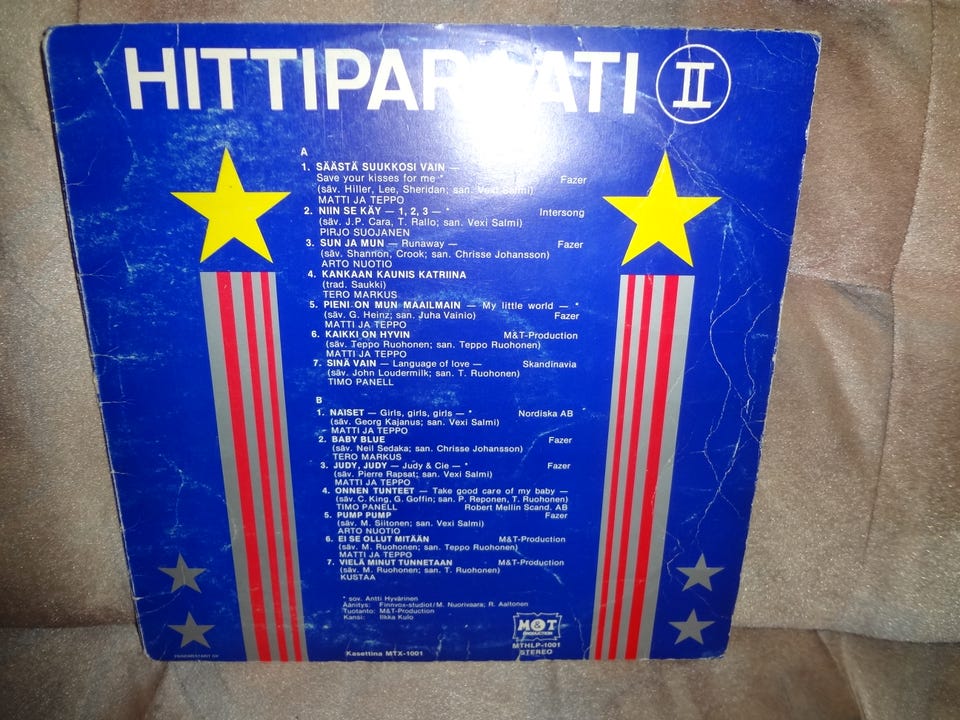 HITTIPARAATI II
A
1. SÄÄSTÄ SUUKKOSI VAIN —
Save your kisses for me * Fazer
(säv. Hiller, Lee, Sheridan; san. Vexi Salmi)
MATTI JA TEPPO
2. NIIN SE KÄY — 1, 2, 3 — * Intersong
(säv. J.P. Cara, T. Rallo; san. Vexi Salmi)
PIRJO SUOJANEN
3. SUN JA MUN — Runaway — Fazer
(säv. Shannon, Crook; san. Chrisse Johansson)
ARTO NUOTIO
4. KANKAAN KAUNIS KATRIINA
(trad. Saukki)
TERO MARKUS
5. PIENI ON MUN MAAILMAIN — My little world — *
(säv. G. Heinz; san. Juha Vainio) Fazer
MATTI JA TEPPO
6. KAIKKI ON HYVIN M&T-Production
(säv. Teppo Ruohonen; san. Teppo Ruohonen)
MATTI JA TEPPO
7. SINÄ VAIN — Language of love — Skandinavia
(säv. John Loudermilk; san. T. Ruohonen)
TIMO PANELL
B
1. NAISET — Girls, girls, girls — * Nordiska AB
(säv. Georg Kajanus; san. Vexi Salmi)
MATTI JA TEPPO
2. BABY BLUE Fazer
(säv. Neil Sedaka; san. Chrisse Johansson)
TERO MARKUS
3. JUDY, JUDY — Judy & Cie — * Fazer
(säv. Pierre Rapsat; san. Vexi Salmi)
MATTI JA TEPPO
4. ONNEN TUNTEET — Take good care of my baby —
(säv. C. King, G. Goffin; san. P. Reponen, T. Ruohonen)
TIMO PANELL Robert Mellin Scand. AB
5. PUMP PUMP Fazer
(säv. M. Siitonen; san. Vexi Salmi)
ARTO NUOTIO
6. EI SE OLLUT MITÄÄN M&T-Production
(säv. M. Ruohonen; san. Teppo Ruohonen)
MATTI JA TEPPO
7. VIELÄ MINUT TUNNETAAN M&T-Production
(säv. M. Ruohonen; san. T. Ruohonen)
KUSTAA
* sov. Antti Hyvärinen
Äänitys: Finnvox-studiot/M. Nuorivaara; R. Aaltonen
Tuotanto: M&T-Production
Kansi: Ilkka Kulo
M&T
PRODUCTION
MTHLP-1001
STEREO
Kasettina MTX-1001